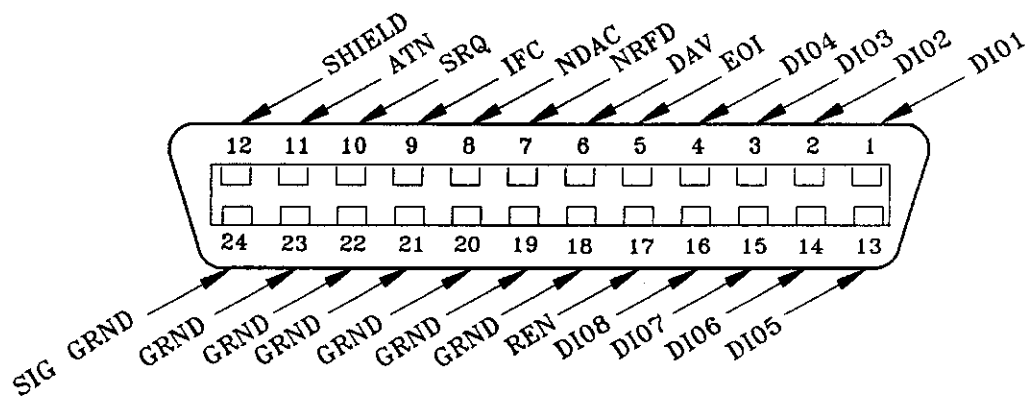 SHIELD
ATN
SRQ
IFC
NDAC
NRFD
DAV
EOI
DIO4
DIO3
DIO2
DIO1
12 11 10 9 8 7 6 5 4 3 2 1
24 23 22 21 20 19 18 17 16 15 14 13
SIG GRND
GRND
GRND
GRND
GRND
GRND
GRND
REN
DIO8
DIO7
DIO6
DIO5